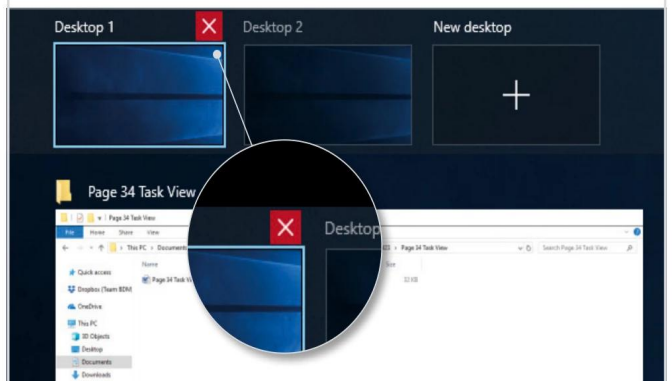 Desktop 1
Desktop 2
New desktop
Page 34 Task View
Page 34 Task View
File Home Share View
This PC › Documents
Page 34 Task View
Search Page 34 Task View
Name
Size
Page 34 Task Vi
32 KB
Quick access
Dropbox (Team BDM)
OneDrive
This PC
3D Objects
Desktop
Documents
Downloads
Desktop